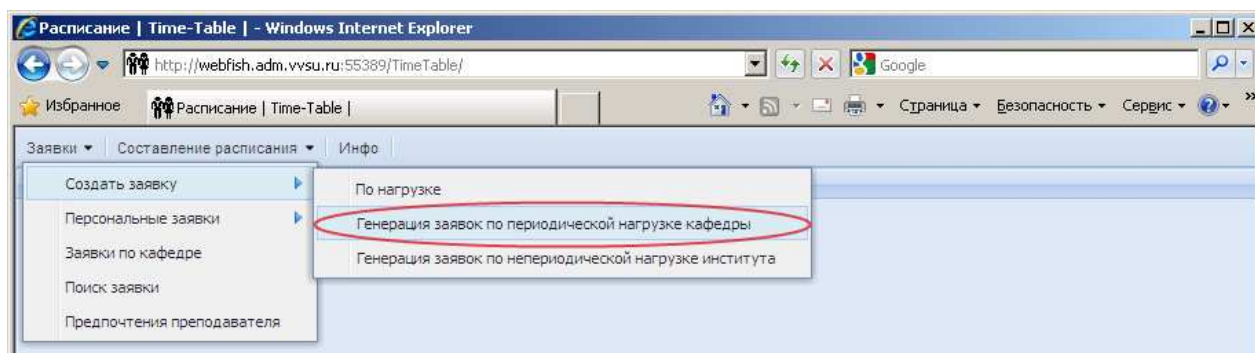 Расписание | Time-Table | - Windows Internet Explorer
http://webfish.adm.vvsu.ru:55389/TimeTable/
Google
Избранное
Расписание | Time-Table |
Страница
Безопасность
Сервис
»
Заявки
Составление расписания
Инфо
Создать заявку
По нагрузке
Персональные заявки
Генерация заявок по периодической нагрузке кафедры
Заявки по кафедре
Генерация заявок по непериодической нагрузке института
Поиск заявки
Предпочтения преподавателя